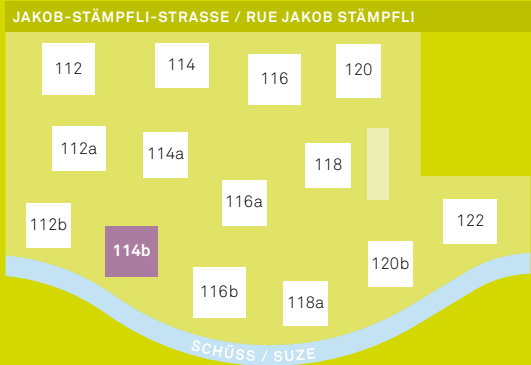 JAKOB-STÄMPFLI-STRASSE / RUE JAKOB STÄMPFLI
112
114
116
120
112a
114a
118
116a
112b
114b
122
120b
116b
118a
SCHÜSS / SUZE